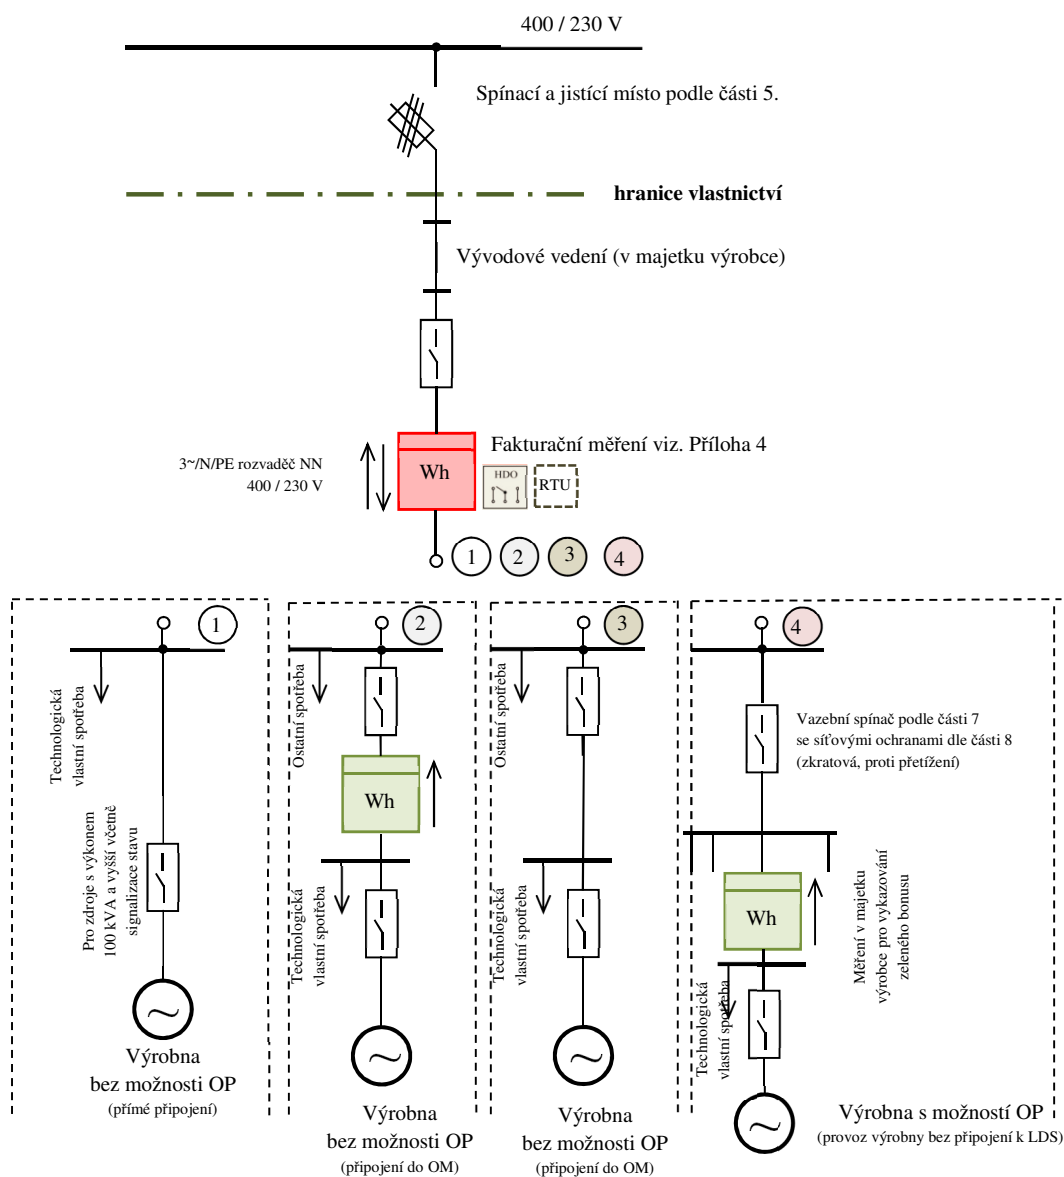 400 / 230 V
Spínací a jistící místo podle části 5.
hranice vlastnictví
Vývodové vedení (v majetku výrobce)
Fakturační měření viz. Příloha 4
3~/N/PE rozvaděč NN
400 / 230 V
Wh
HDO
RTU
1
2
3
4
1
Technologická
vlastní spotřeba
Pro zdroje s výkonem
100 kVA a vyšší včetně
signalizace stavu
Výrobna
bez možnosti OP
(přímé připojení)
2
Ostatní spotřeba
Wh
Technologická
vlastní spotřeba
Výrobna
bez možnosti OP
(připojení do OM)
3
Ostatní spotřeba
Technologická
vlastní spotřeba
Výrobna
bez možnosti OP
(připojení do OM)
4
Vazební spínač podle části 7
se síťovými ochranami dle části 8
(zkratová, proti přetížení)
Wh
Měření v majetku
výrobce pro vykazování
zeleného bonusu
Technologická
vlastní spotřeba
Výrobna s možností OP
(provoz výrobny bez připojení k LDS)